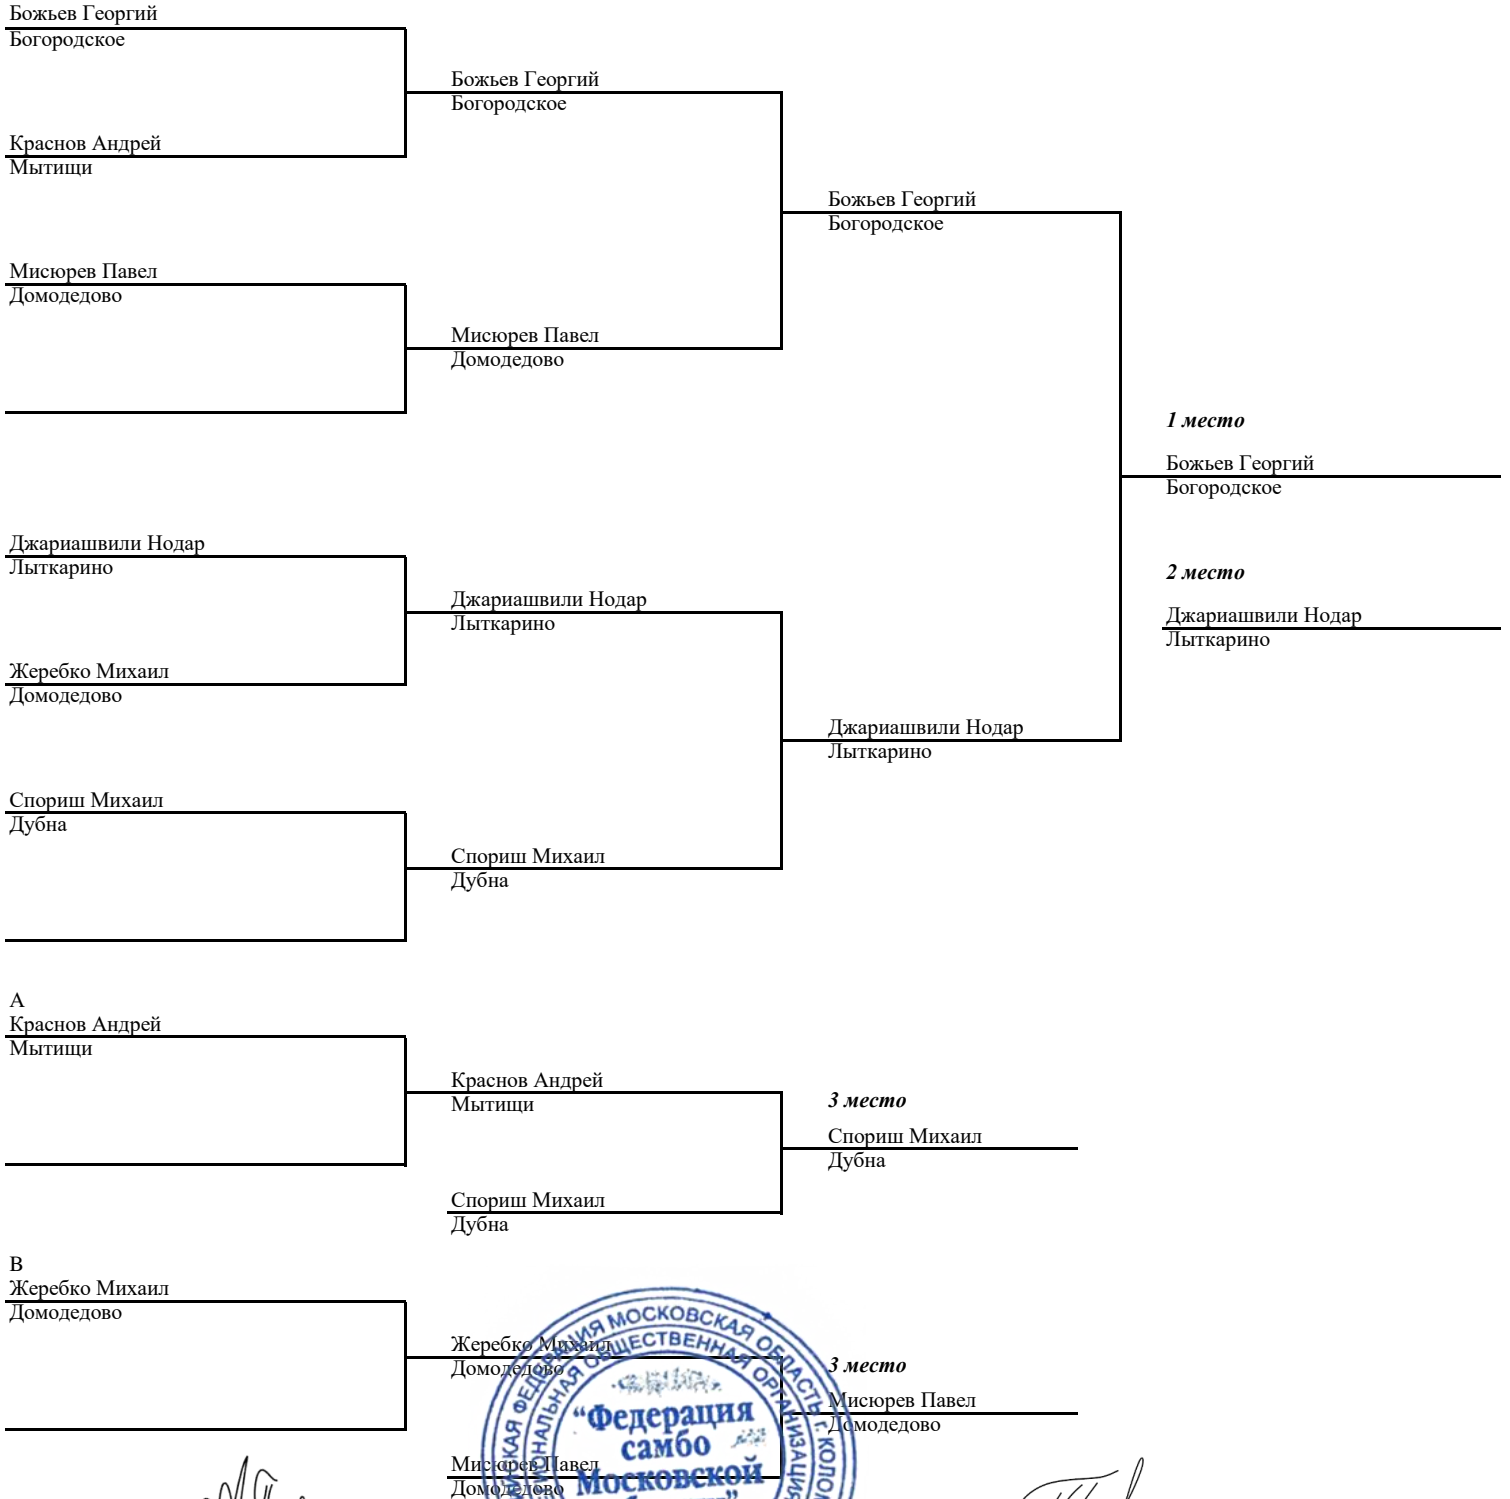 Божьев Георгий
Богородское
Божьев Георгий
Богородское
Краснов Андрей
Мытищи
Божьев Георгий
Богородское
Мисюрев Павел
Домодедово
Мисюрев Павел
Домодедово
1 место
Божьев Георгий
Богородское
Джариашвили Нодар
Лыткарино
2 место
Джариашвили Нодар
Лыткарино
Джариашвили Нодар
Лыткарино
Жеребко Михаил
Домодедово
Джариашвили Нодар
Лыткарино
Спориш Михаил
Дубна
Спориш Михаил
Дубна
А
Краснов Андрей
Мытищи
Краснов Андрей
Мытищи
3 место
Спориш Михаил
Дубна
Спориш Михаил
Дубна
В
Жеребко Михаил
Домодедово
Жеребко Михаил
Домодедово
3 место
Мисюрев Павел
Домодедово
Мисюрев Павел
Домодедово
ФЕДЕРАЦИЯ МОСКОВСКАЯ ОБЛАСТЬ г.
ОБЩЕСТВЕННАЯ ОРГАНИЗАЦИЯ
“Федерация
самбо
Московской